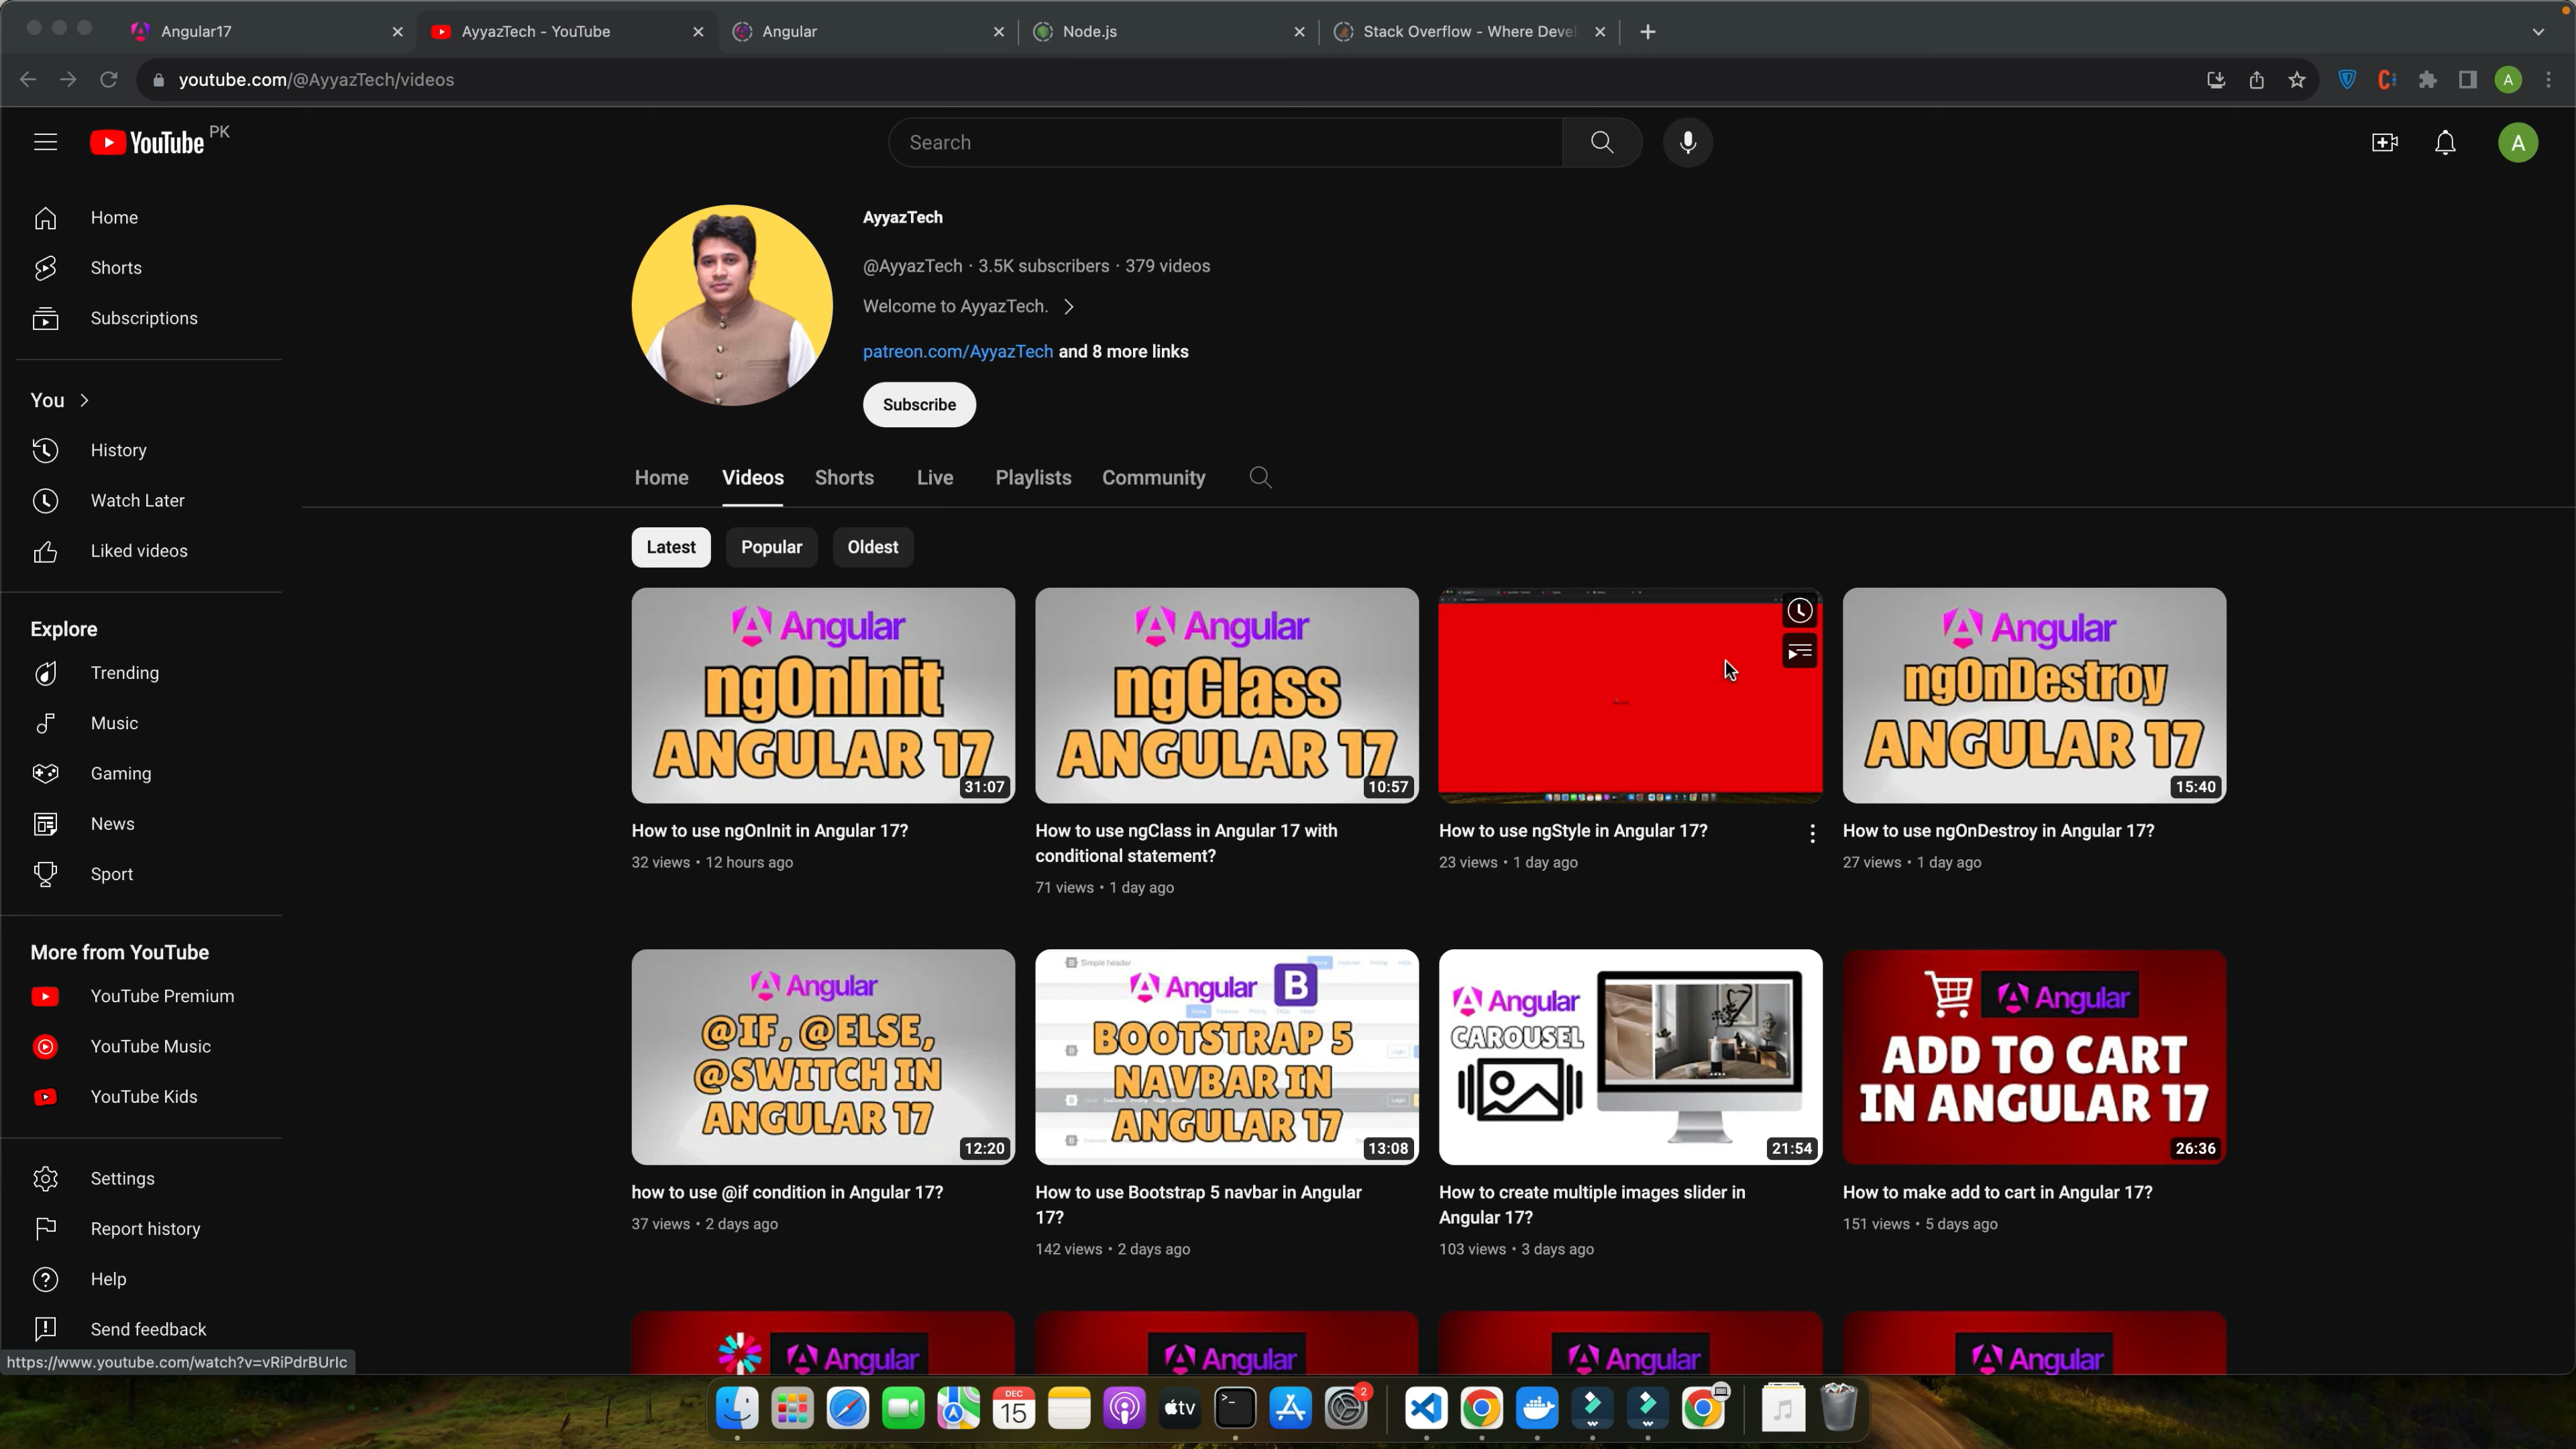 Angular17
AyyazTech - YouTube
Angular
Node.js
Stack Overflow - Where Devel
youtube.com/@AyyazTech/videos
A
YouTube PK
Search
A
Home
Shorts
Subscriptions
You
History
Watch Later
Liked videos
Explore
Trending
Music
Gaming
News
Sport
More from YouTube
YouTube Premium
YouTube Music
YouTube Kids
Settings
Report history
Help
Send feedback
https://www.youtube.com/watch?v=vRiPdrBUrlc
AyyazTech
@AyyazTech · 3.5K subscribers · 379 videos
Welcome to AyyazTech.
patreon.com/AyyazTech and 8 more links
Subscribe
Home Videos Shorts Live Playlists Community
Latest Popular Oldest
Angular
ngOnInit
ANGULAR 17
31:07
How to use ngOnInit in Angular 17?
32 views • 12 hours ago
Angular
ngClass
ANGULAR 17
10:57
How to use ngClass in Angular 17 with
conditional statement?
71 views • 1 day ago
How to use ngStyle in Angular 17?
23 views • 1 day ago
Angular
ngOnDestroy
ANGULAR 17
15:40
How to use ngOnDestroy in Angular 17?
27 views • 1 day ago
Angular
@IF, @ELSE,
@SWITCH IN
ANGULAR 17
12:20
how to use @if condition in Angular 17?
37 views • 2 days ago
Simple header
Angular B
BOOTSTRAP 5
NAVBAR IN
ANGULAR 17
13:08
How to use Bootstrap 5 navbar in Angular
17?
142 views • 2 days ago
Angular
CAROUSEL
21:54
How to create multiple images slider in
Angular 17?
103 views • 3 days ago
Angular
ADD TO CART
IN ANGULAR 17
26:36
How to make add to cart in Angular 17?
151 views • 5 days ago
Angular
Angular
Angular
Angular
DEC
15
tv
2